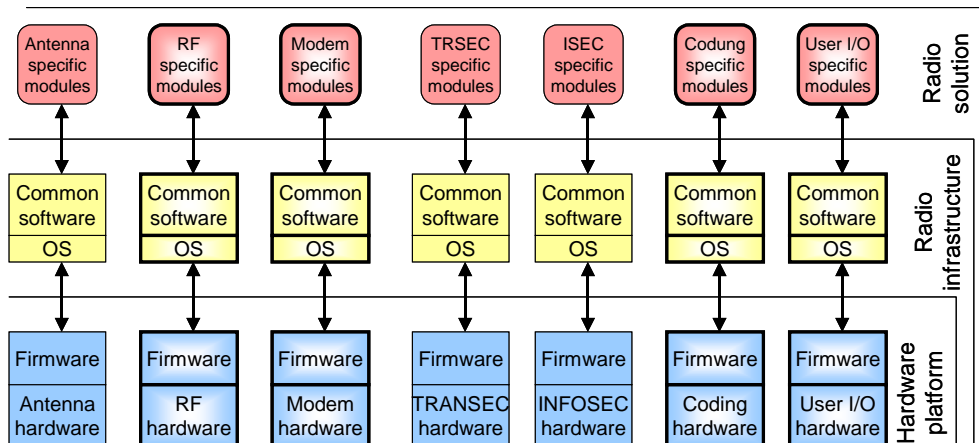 Antenna
specific
modules
RF
specific
modules
Modem
specific
modules
TRSEC
specific
modules
ISEC
specific
modules
Codung
specific
modules
User I/O
specific
modules
Radio
solution
Common
software
OS
Common
software
OS
Common
software
OS
Common
software
OS
Common
software
OS
Common
software
OS
Common
software
OS
Radio
infrastructure
Firmware
Antenna
hardware
Firmware
RF
hardware
Firmware
Modem
hardware
Firmware
TRANSEC
hardware
Firmware
INFOSEC
hardware
Firmware
Coding
hardware
Firmware
User I/O
hardware
Hardware
platform